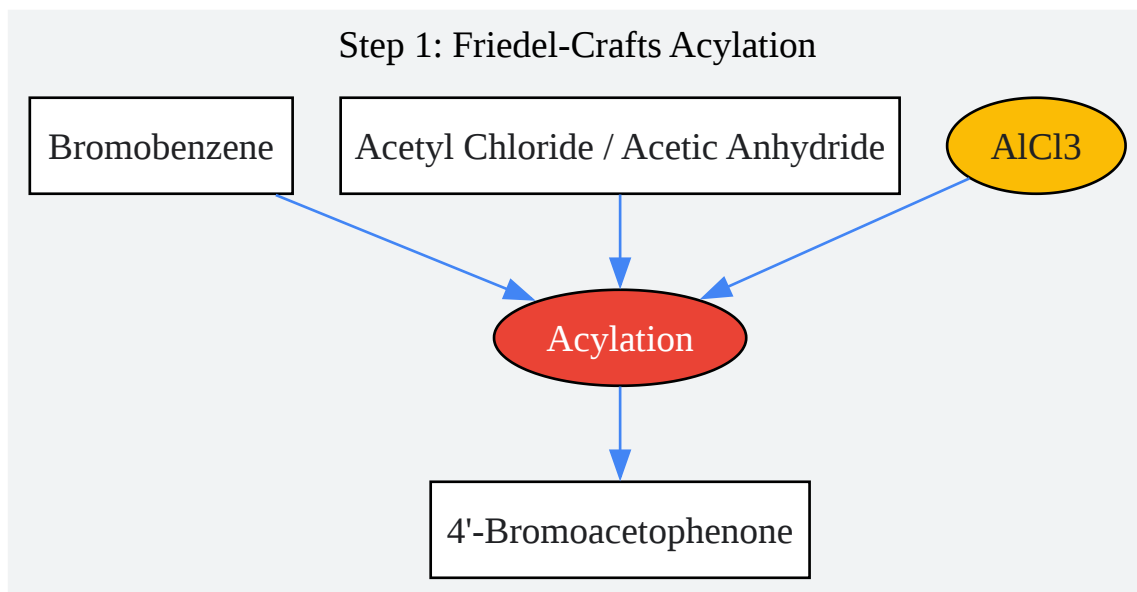 Step 1: Friedel-Crafts Acylation
Bromobenzene
Acetyl Chloride / Acetic Anhydride
AlCl3
Acylation
4'-Bromoacetophenone